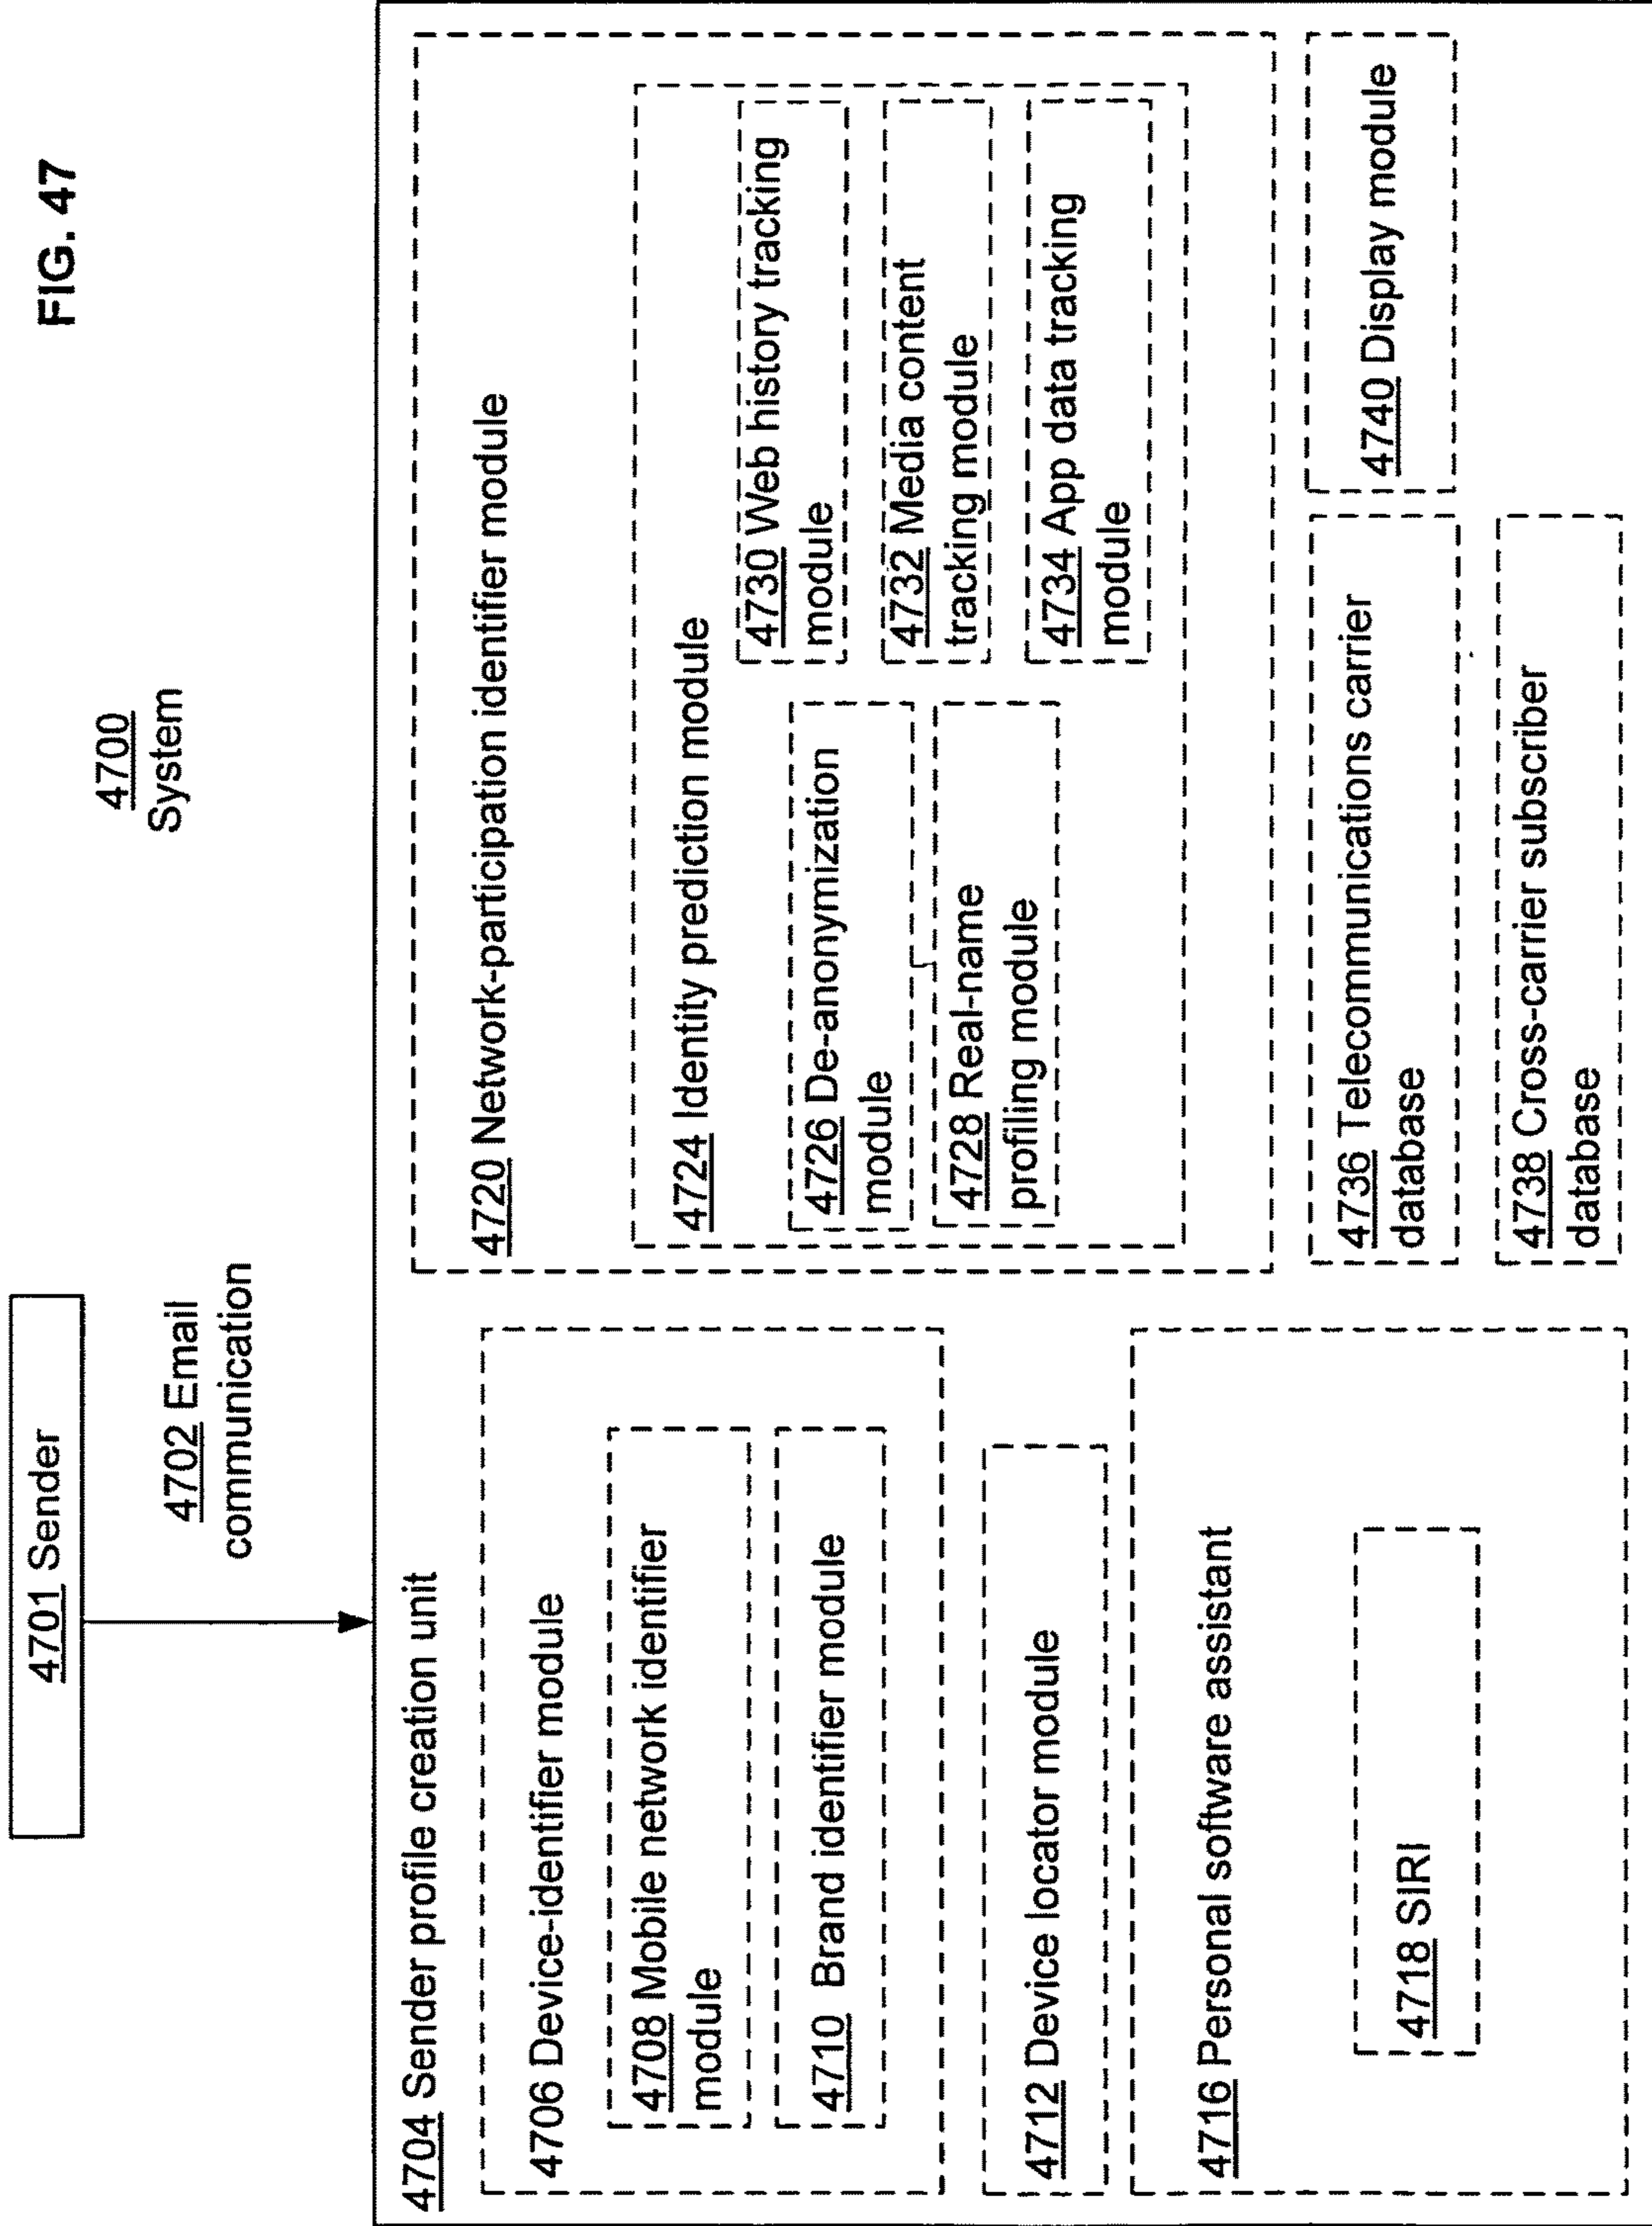 FIG. 47
4700
System
4701 Sender
4702 Email
communication
4704 Sender profile creation unit
4706 Device-identifier module
4708 Mobile network identifier
module
4710 Brand identifier module
4712 Device locator module
4716 Personal software assistant
4718 SIRI
4720 Network-participation identifier module
4724 Identity prediction module
4726 De-anonymization
module
4728 Real-name
profiling module
4730 Web history tracking
module
4732 Media content
tracking module
4734 App data tracking
module
4736 Telecommunications carrier
database
4738 Cross-carrier subscriber
database
4740 Display module